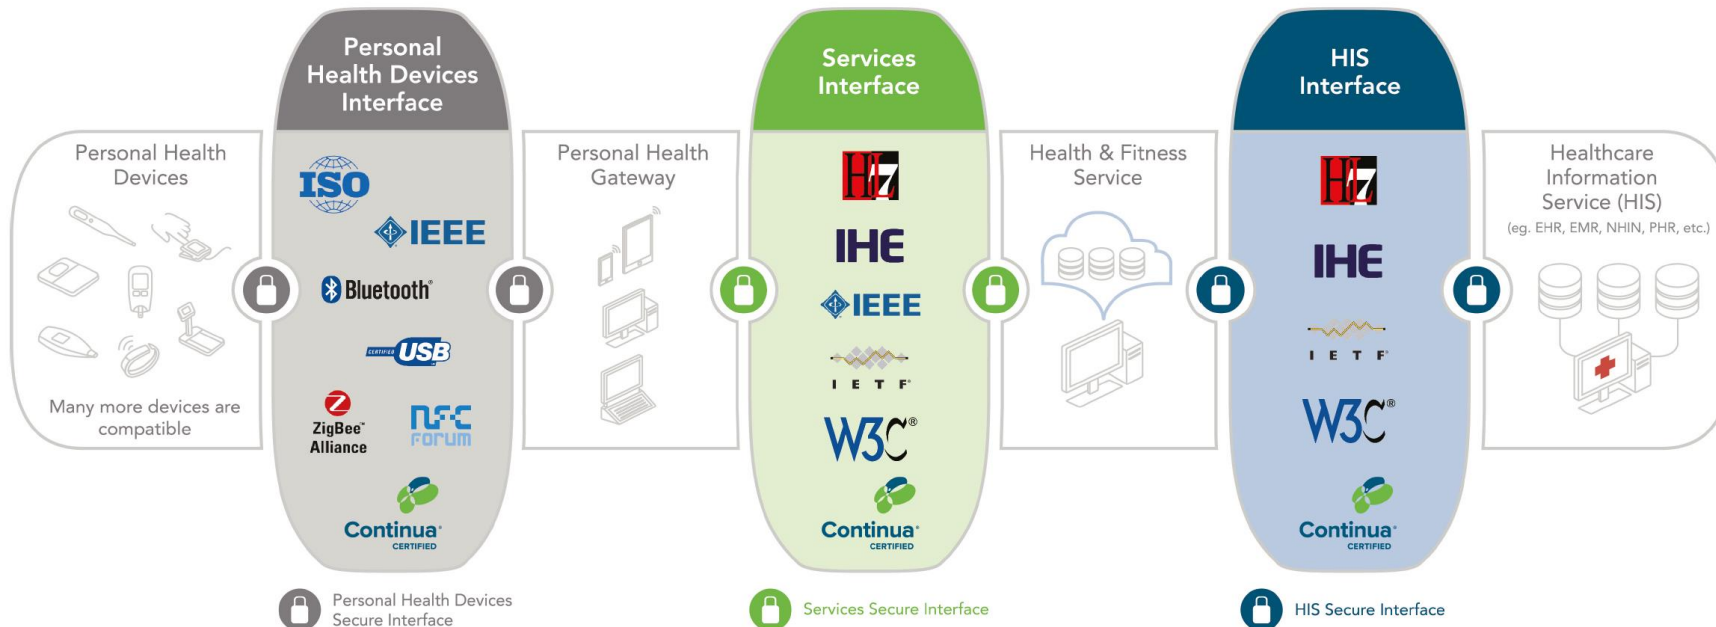 Personal
Health Devices
Interface
Services
Interface
HIS
Interface
Personal Health
Devices
Many more devices are
compatible
ISO
IEEE
Bluetooth®
CERTIFIED USB
ZigBee™
Alliance
NFC
FORUM
Continua®
CERTIFIED
Personal Health
Gateway
HL7
IHE
IEEE
IETF®
W3C®
Continua®
CERTIFIED
Health & Fitness
Service
HL7
IHE
IETF®
W3C®
Continua®
CERTIFIED
Healthcare
Information
Service (HIS)
(eg. EHR, EMR, NHIN, PHR, etc.)
Personal Health Devices
Secure Interface
Services Secure Interface
HIS Secure Interface